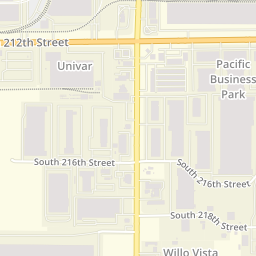 212th Street
Univar
Pacific
Business
Park
South 216th Street
South 216th Street
South 218th Street
Willo Vista